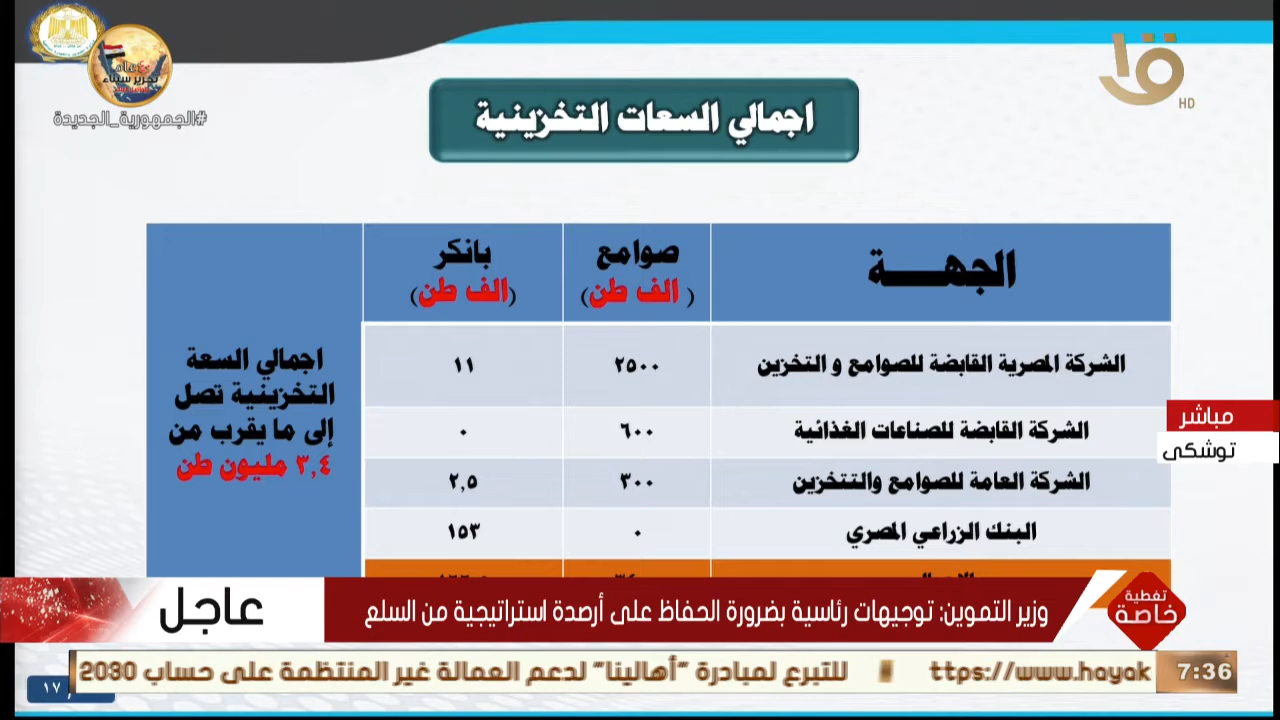 #الجمهورية_الجديدة
HD
اجمالي السعات التخزينية
الجهـــة
صوامع
( الف طن)
بانكر
(الف طن)
الشركة المصرية القابضة للصوامع و التخزين
٢٥٠٠
١١
الشركة القابضة للصناعات الغذائية
٦٠٠
٠
الشركة العامة للصوامع والتتخزين
٣٠٠
٢,٥
البنك الزراعي المصري
٠
١٥٣
اجمالي السعة
التخزينية تصل
إلى ما يقرب من
٣,٤ مليون طن
مباشر
توشكى
تغطية
خاصة
وزير التموين: توجيهات رئاسية بضرورة الحفاظ على أرصدة استراتيجية من السلع
عاجل
7:36
ttps://www.hayak
للتبرع لمبادرة “أهالينا” لدعم العمالة غير المنتظمة على حساب 2030
١٧